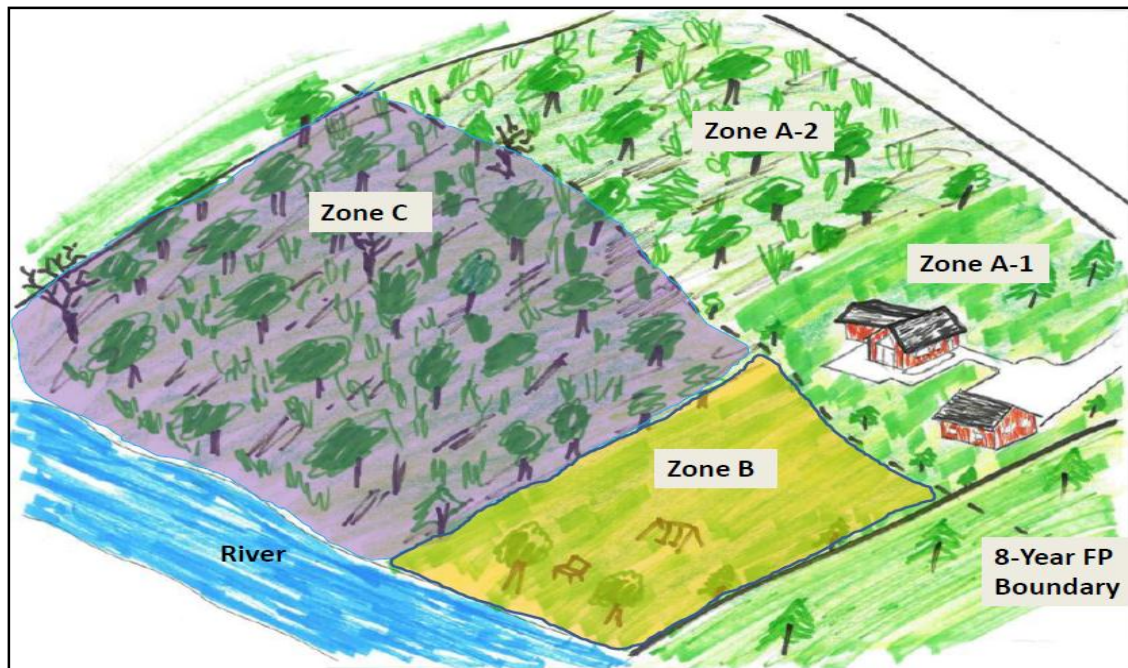 Zone A-2
Zone C
Zone A-1
Zone B
River
8-Year FP
Boundary